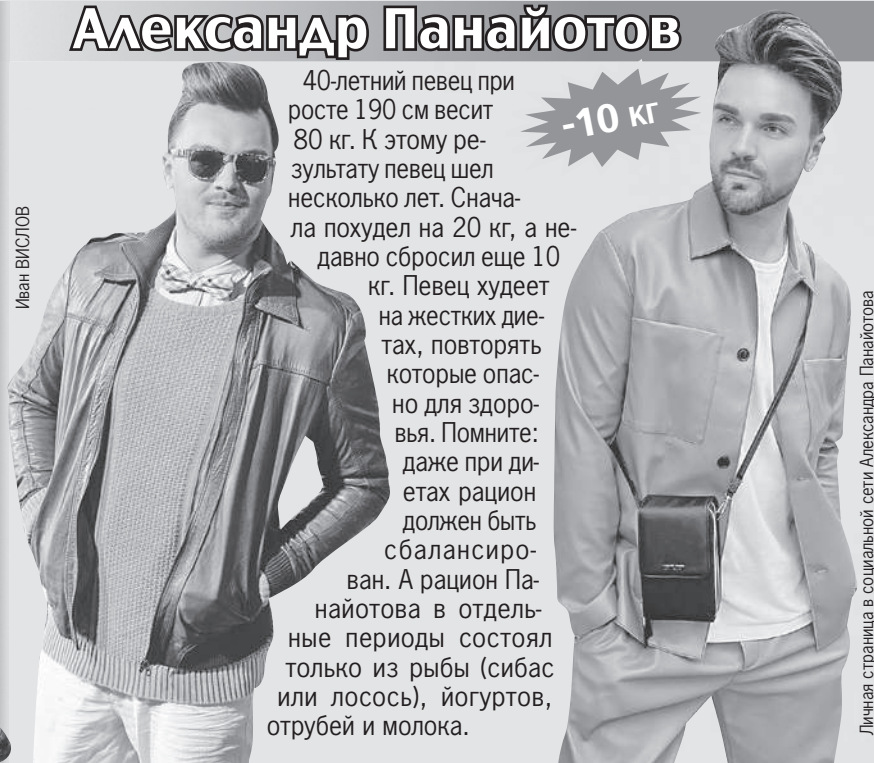 Александр Панайотов
40-летний певец при
росте 190 см весит
80 кг. К этому ре-
зультату певец шел
несколько лет. Снача-
ла похудел на 20 кг, а не-
давно сбросил еще 10
кг. Певец худеет
на жестких дие-
тах, повторять
которые опас-
но для здоро-
вья. Помните:
даже при ди-
етах рацион
должен быть
сбалансиро-
ван. А рацион Па-
найотова в отдель-
ные периоды состоял
только из рыбы (сибас
или лосось), йогуртов,
отрубей и молока.
-10 кг
Иван ВИСЛОВ
Личная страница в социальной сети Александра Панайотова